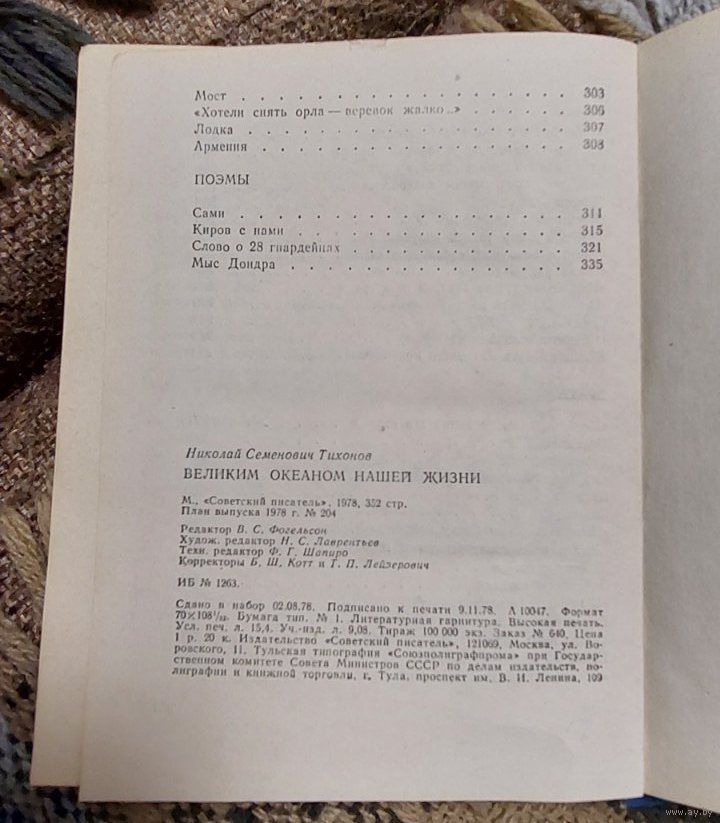 Мост . . . . . . . . . . . . . . . . . . . 303
«Хотели снять орла — веревок жалко...» . . . . . . 306
Лодка . . . . . . . . . . . . . . . . . . . 307
Армения . . . . . . . . . . . . . . . . . . 308
ПОЭМЫ
Сами . . . . . . . . . . . . . . . . . . . 311
Киров с нами . . . . . . . . . . . . . . . . 315
Слово о 28 гвардейцах . . . . . . . . . . . . 321
Мыс Дондра . . . . . . . . . . . . . . . . . 335
Николай Семенович Тихонов
ВЕЛИКИМ ОКЕАНОМ НАШЕЙ ЖИЗНИ
М., «Советский писатель», 1978, 352 стр.
План выпуска 1978 г. № 204
Редактор В. С. Фогельсон
Худож. редактор Н. С. Лаврентьев
Техн. редактор Ф. Г. Шапиро
Корректоры Б. Ш. Котт и Т. П. Лейзерович
ИБ № 1263.
Сдано в набор 02.08.78. Подписано к печати 9.11.78. А 10047. Формат
70×108¹/₃₂. Бумага тип. № 1. Литературная гарнитура. Высокая печать.
Усл. печ. л. 15,4. Уч.-изд. л. 9,08. Тираж 100 000 экз. Заказ № 640. Цена
1 р. 20 к. Издательство «Советский писатель», 121069, Москва, ул. Во-
ровского, 11. Тульская типография «Союзполиграфпрома» при Государ-
ственном комитете Совета Министров СССР по делам издательств, по-
лиграфии и книжной торговли, г. Тула, проспект им. В. И. Ленина, 109
www.ay.by